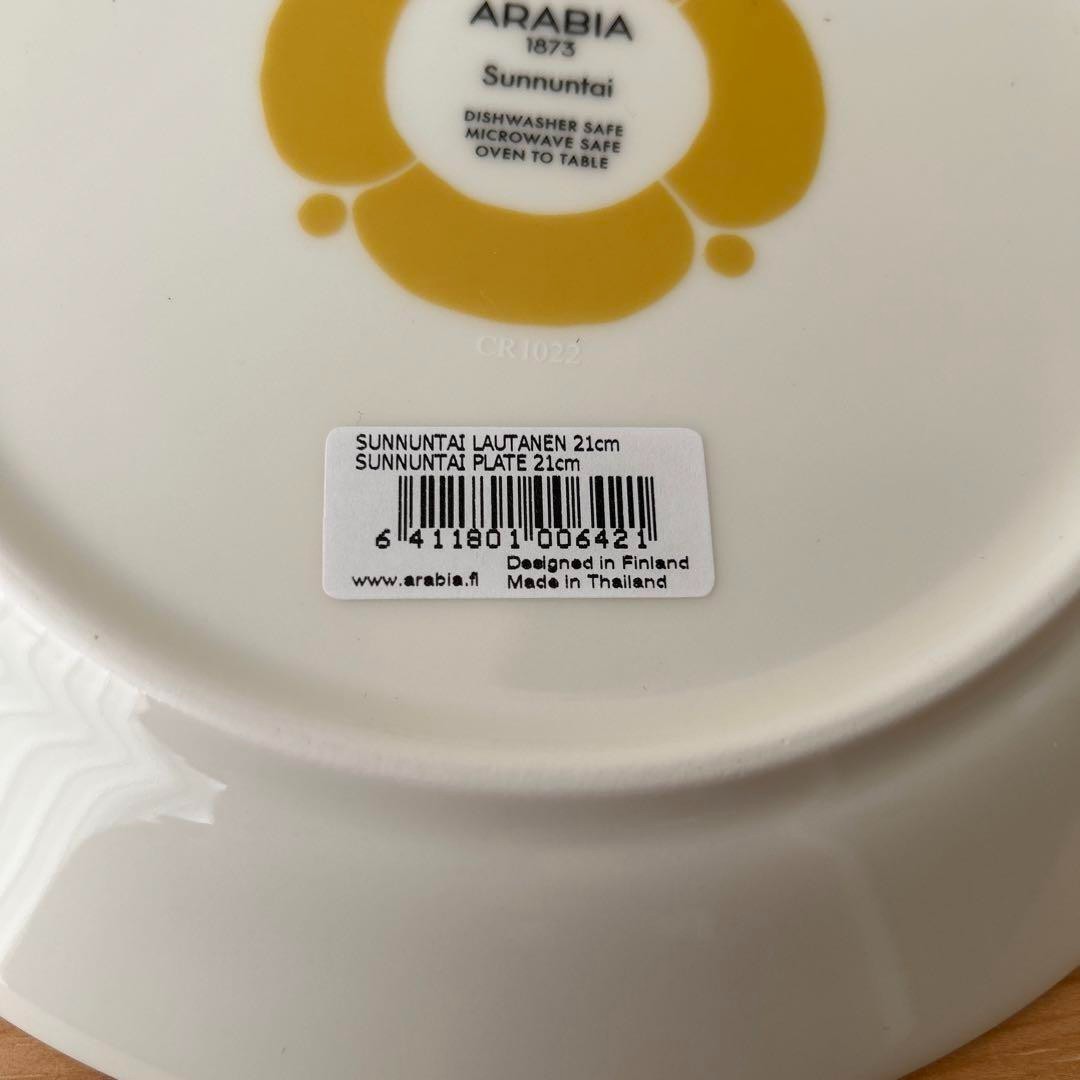 ARABIA
1873
Sunnuntai
DISHWASHER SAFE
MICROWAVE SAFE
OVEN TO TABLE
CR1022
SUNNUNTAI LAUTANEN 21cm
SUNNUNTAI PLATE 21cm
6 411801 006421
Designed in Finland
www.arabia.fi Made in Thailand